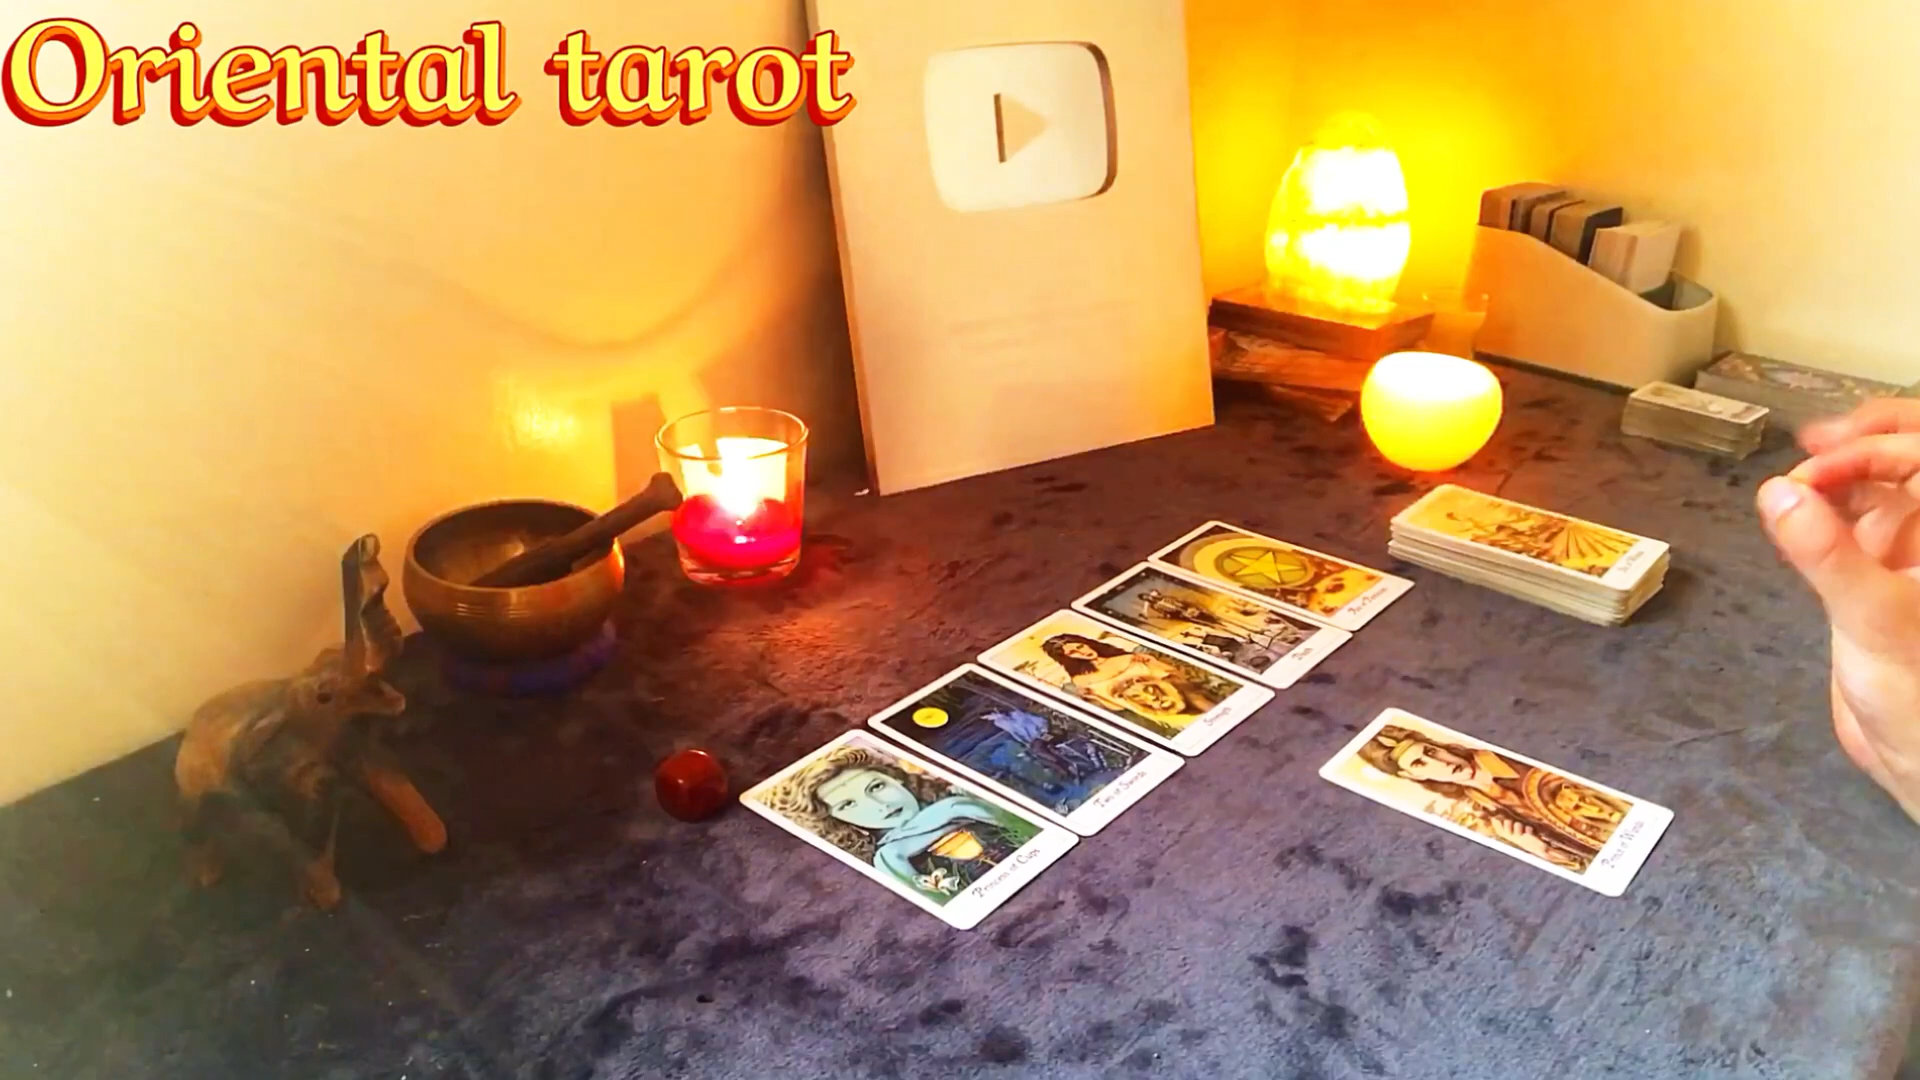 Oriental tarot
Ace of Pentacles
Death
Strength
Two of Swords
Princess of Cups
Prince of Wands